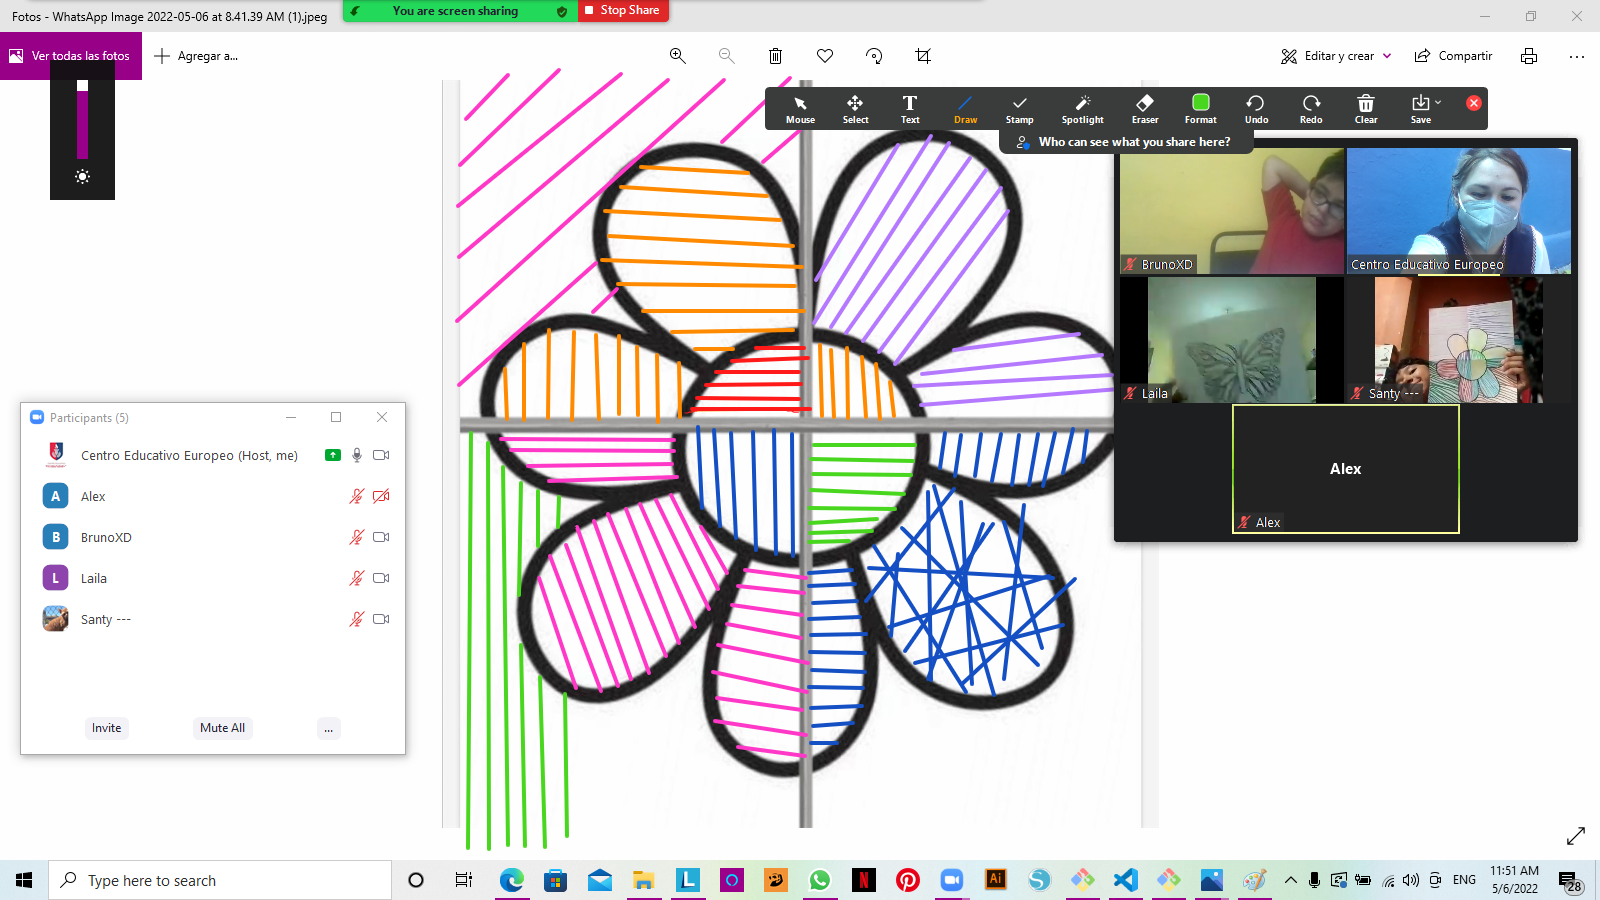 Fotos - WhatsApp Image 2022-05-06 at 8.41.39 AM (1).jpeg
You are screen sharing
Stop Share
Ver todas las fotos
Agregar a...
Editar y crear
Compartir
Mouse
Select
Text
Draw
Stamp
Spotlight
Eraser
Format
Undo
Redo
Clear
Save
Who can see what you share here?
BrunoXD
Centro Educativo Europeo
Laila
Santy ---
Alex
Alex
Participants (5)
Centro Educativo Europeo (Host, me)
A Alex
B BrunoXD
L Laila
Santy ---
Invite
Mute All
...
Type here to search
L
Ai
S
N
ENG
11:51 AM
5/6/2022
28